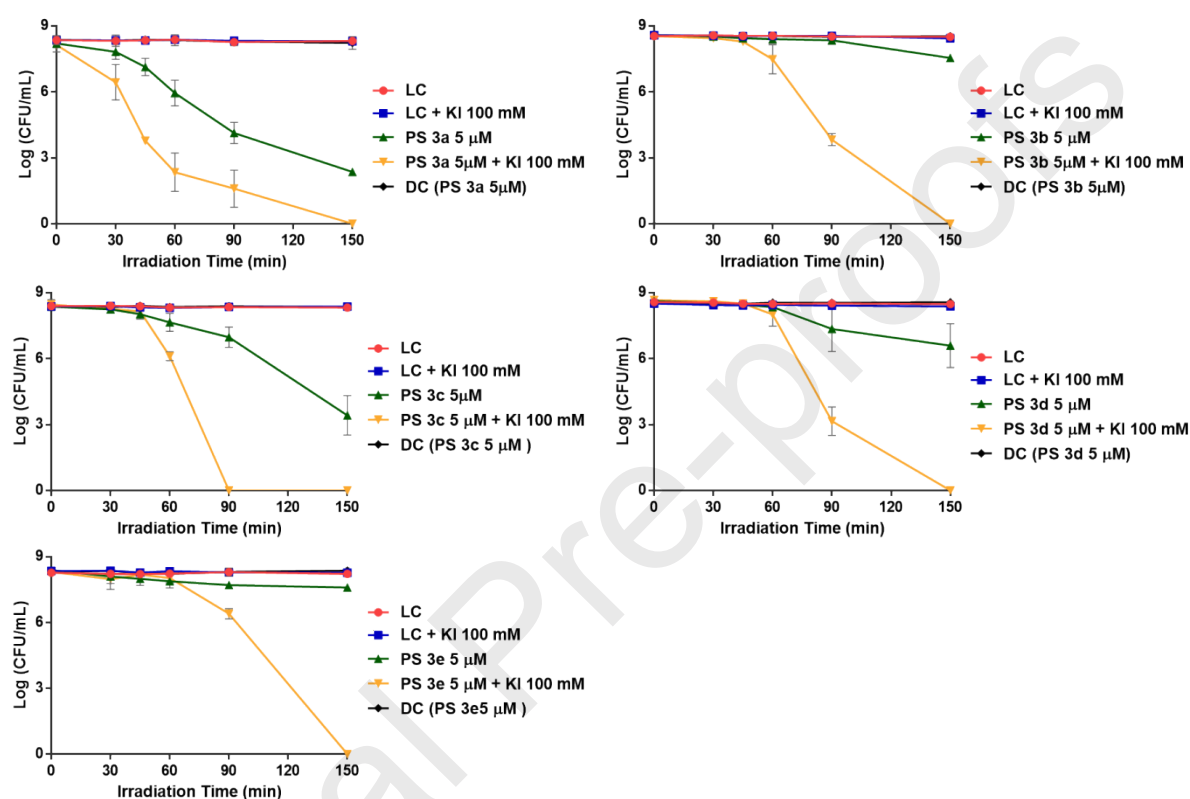 9
6
3
0
Log (CFU/mL)
0 30 60 90 120 150
Irradiation Time (min)
LC
LC + KI 100 mM
PS 3a 5 μM
PS 3a 5μM + KI 100 mM
DC (PS 3a 5μM)
9
6
3
0
Log (CFU/mL)
0 30 60 90 120 150
Irradiation Time (min)
LC
LC + KI 100 mM
PS 3b 5 μM
PS 3b 5μM + KI 100 mM
DC (PS 3b 5μM)
9
6
3
0
Log (CFU/mL)
0 30 60 90 120 150
Irradiation Time (min)
LC
LC + KI 100 mM
PS 3c 5μM
PS 3c 5 μM + KI 100 mM
DC (PS 3c 5 μM )
9
6
3
0
Log (CFU/mL)
0 30 60 90 120 150
Irradiation Time (min)
LC
LC + KI 100 mM
PS 3d 5 μM
PS 3d 5 μM + KI 100 mM
DC (PS 3d 5 μM)
9
6
3
0
Log (CFU/mL)
0 30 60 90 120 150
Irradiation Time (min)
LC
LC + KI 100 mM
PS 3e 5 μM
PS 3e 5 μM + KI 100 mM
DC (PS 3e5 μM )
al Pre-proofs